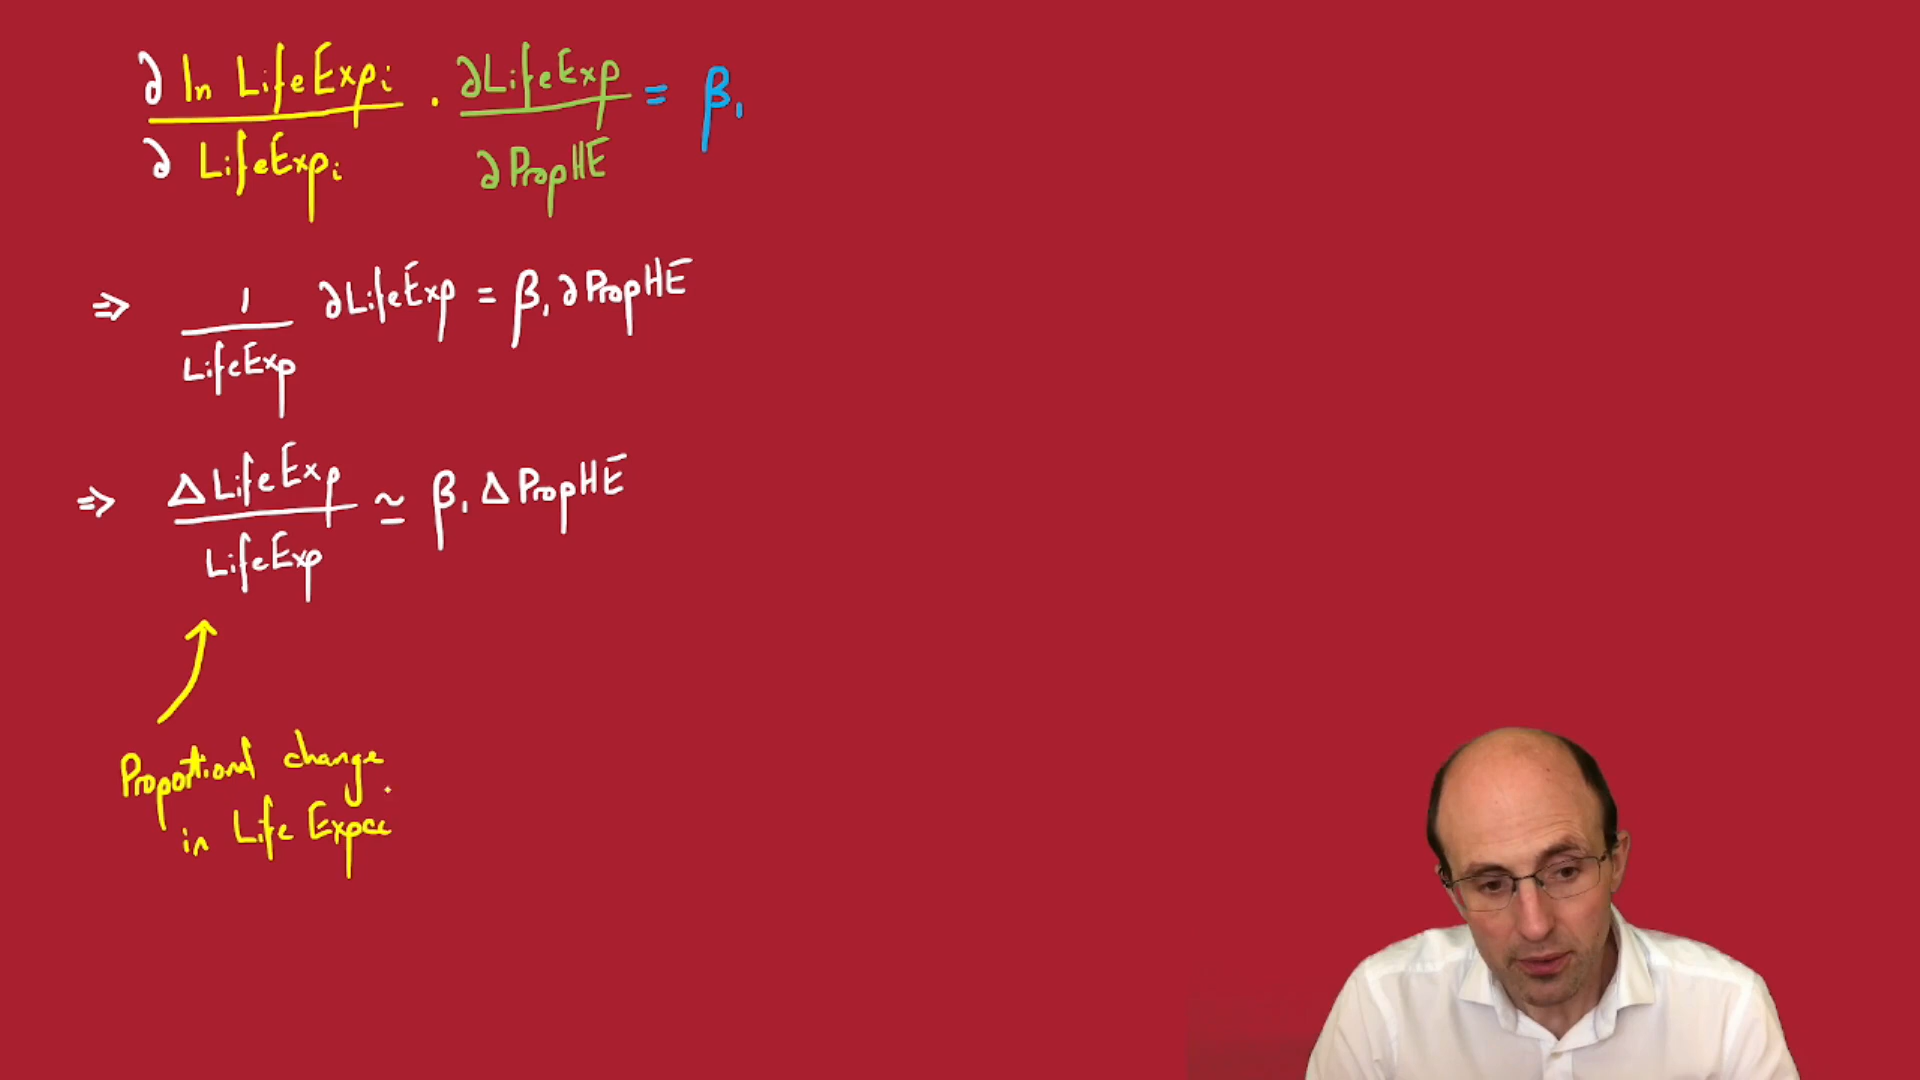 ∂ ln LifeExpi / ∂ LifeExpi · ∂LifeExp / ∂PropHE = β1
⇒ 1 / LifeExp ∂LifeExp = β1 ∂PropHE
⇒ ΔLifeExp / LifeExp ≃ β1 ΔPropHE
Proportional change
in Life Expec